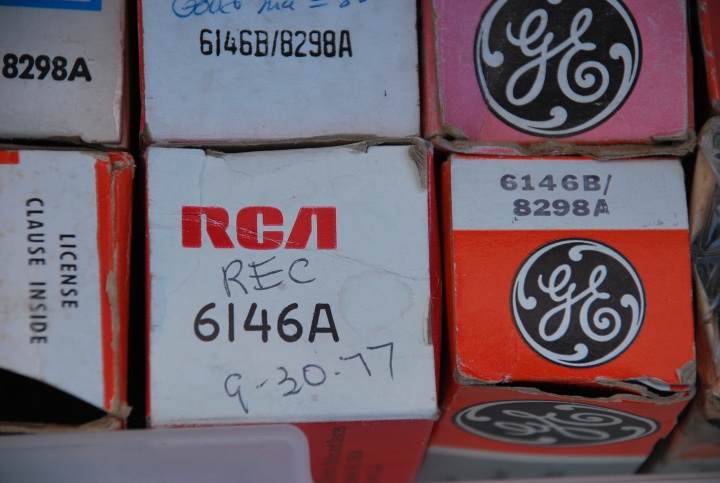 8298A
6146B/8298A
GE
LICENSE
CLAUSE INSIDE
RCA
REC
6146A
9-30-77
6146B/
8298A
GE
GE